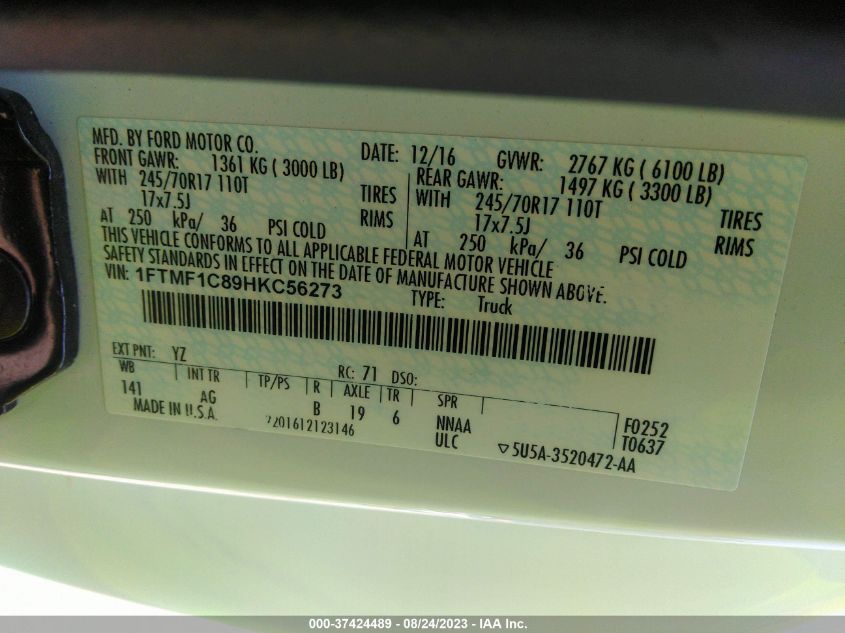 MFD. BY FORD MOTOR CO.
DATE: 12/16 GVWR: 2767 KG ( 6100 LB)
FRONT GAWR: 1361 KG ( 3000 LB) REAR GAWR: 1497 KG ( 3300 LB)
WITH 245/70R17 110T TIRES WITH 245/70R17 110T TIRES
17x7.5J RIMS 17x7.5J RIMS
AT 250 kPa/ 36 PSI COLD AT 250 kPa/ 36 PSI COLD
THIS VEHICLE CONFORMS TO ALL APPLICABLE FEDERAL MOTOR VEHICLE
SAFETY STANDARDS IN EFFECT ON THE DATE OF MANUFACTURE SHOWN ABOVE.
VIN: 1FTMF1C89HKC56273 TYPE: Truck
EXT PNT: YZ RC: 71 DSO:
WB INT TR TP/PS R AXLE TR SPR
141 AG B 19 6 NNAA F0252
MADE IN U.S.A. ULC T0637
▽5U5A-3520472-AA
000-37424489 - 08/24/2023 - IAA Inc.